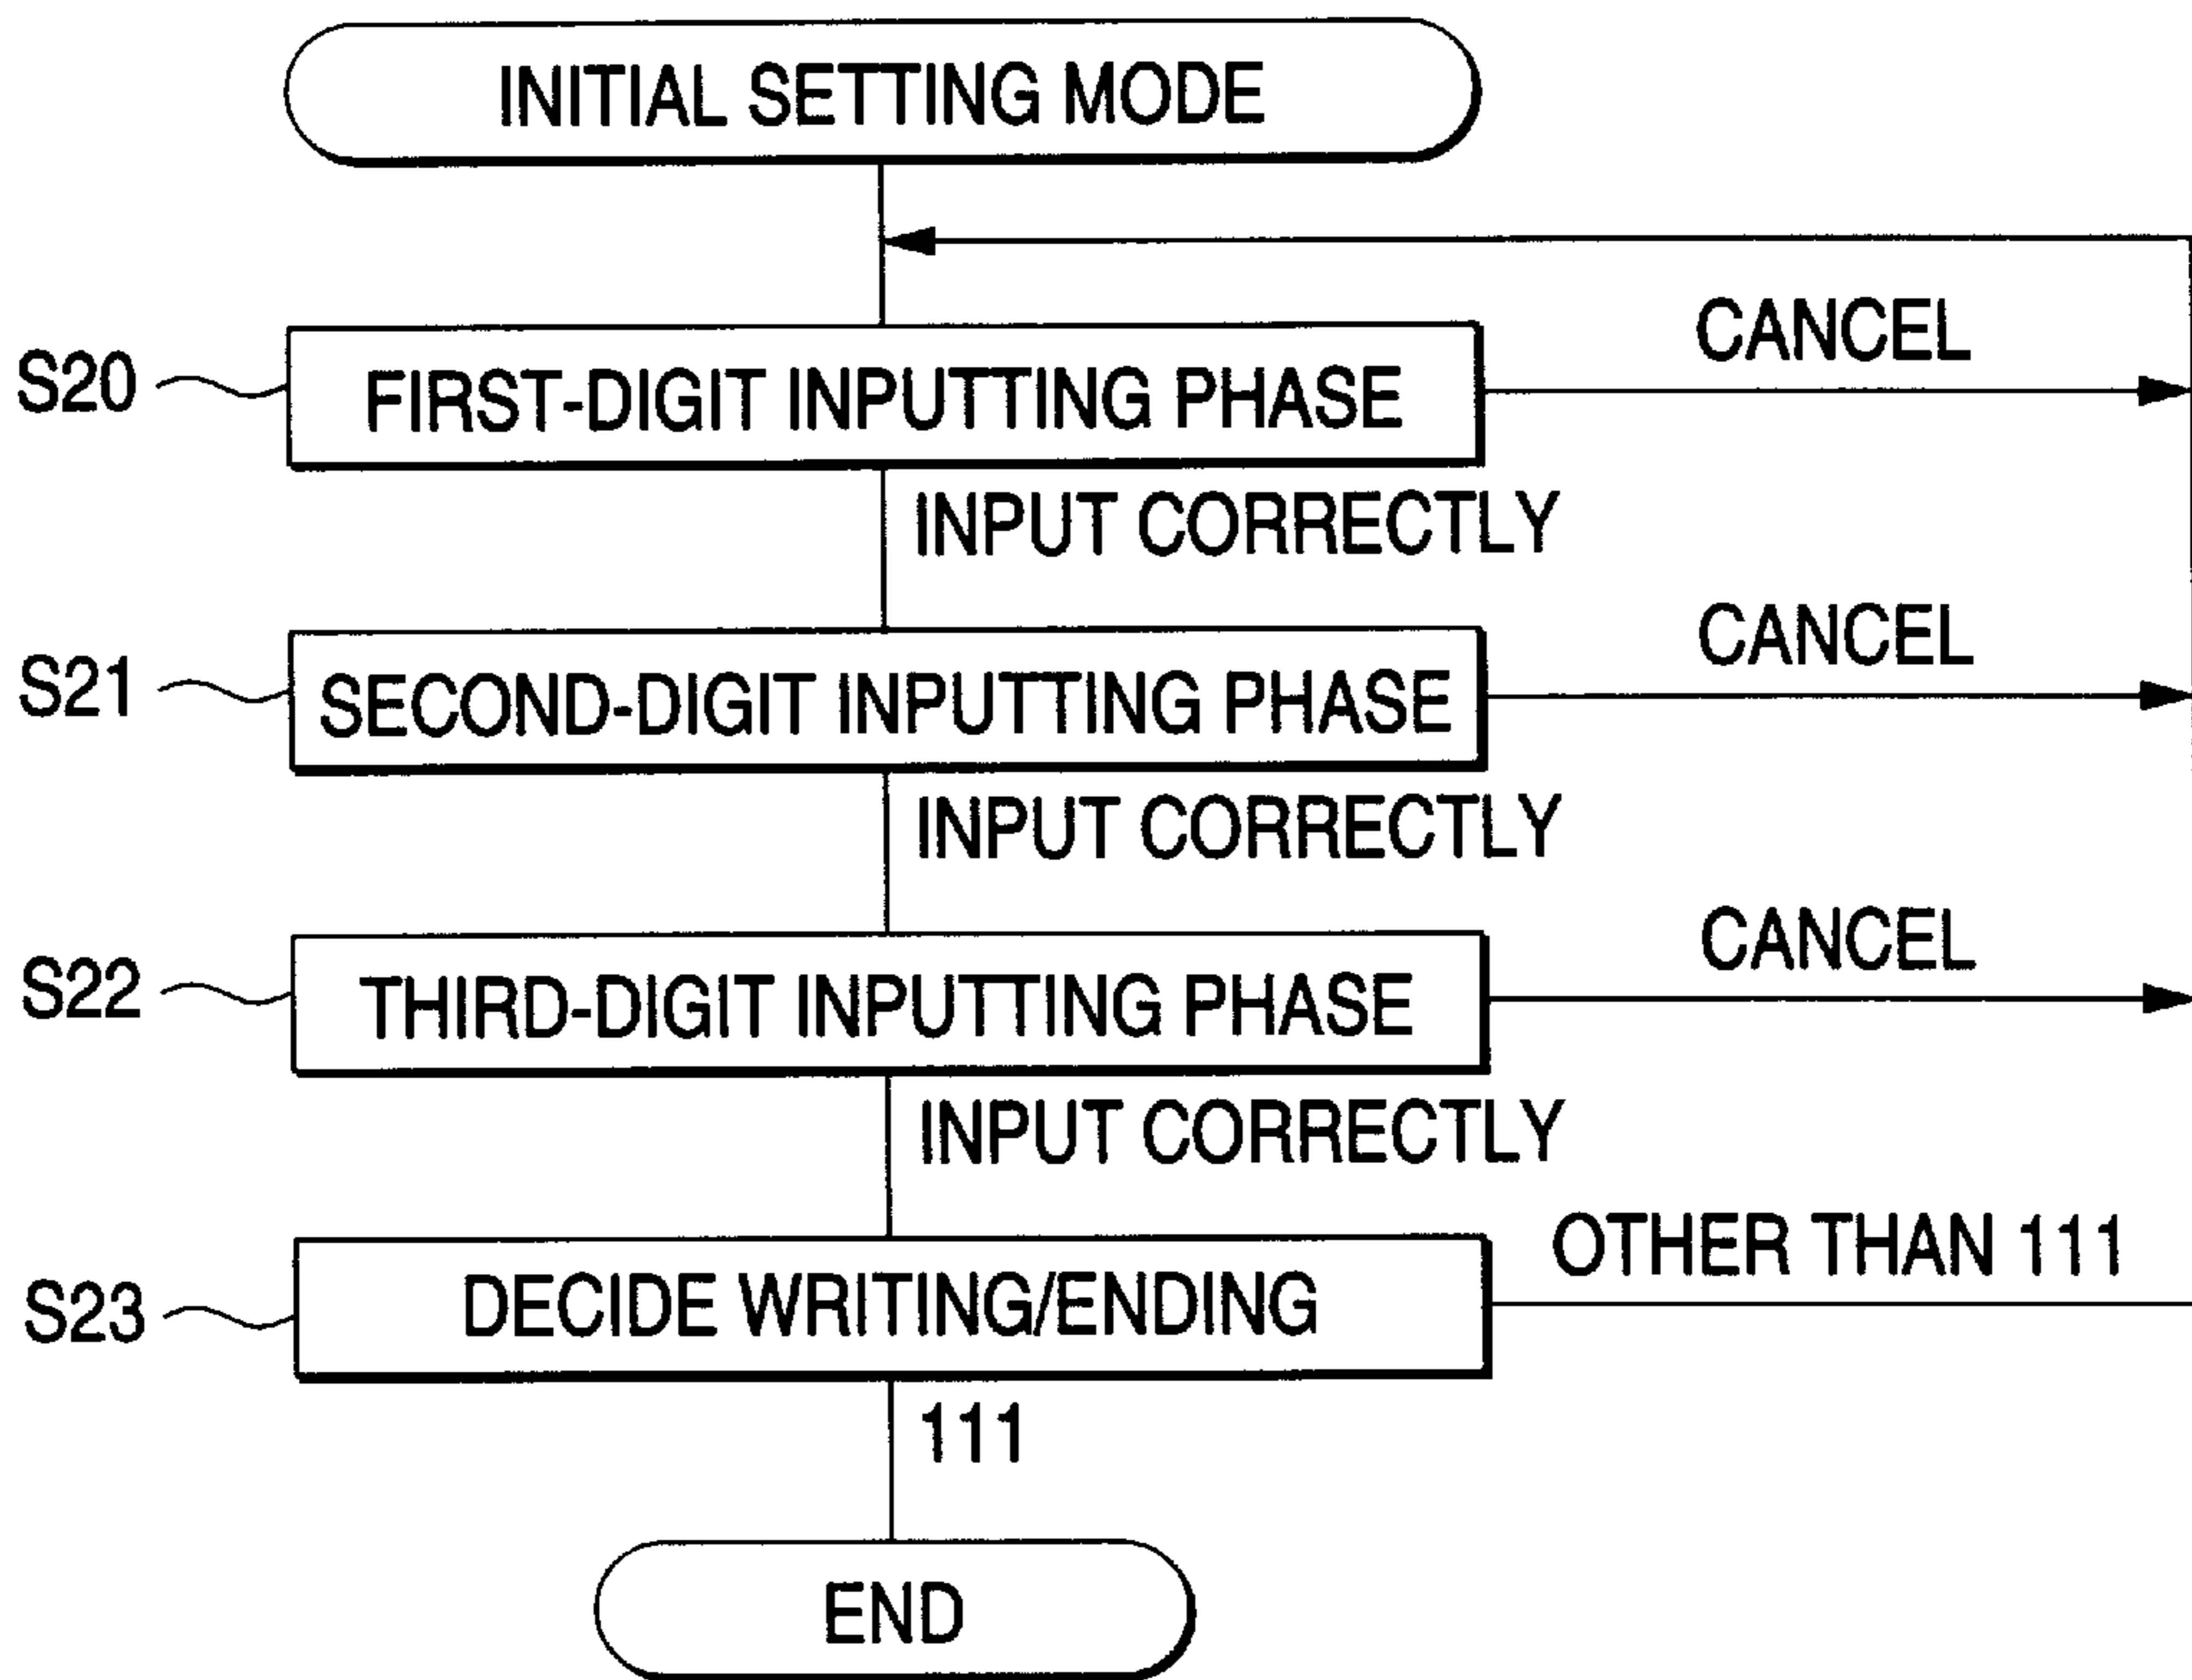 INITIAL SETTING MODE
CANCEL
S20
FIRST-DIGIT INPUTTING PHASE
INPUT CORRECTLY
CANCEL
S21
SECOND-DIGIT INPUTTING PHASE
INPUT CORRECTLY
CANCEL
S22
THIRD-DIGIT INPUTTING PHASE
INPUT CORRECTLY
OTHER THAN 111
S23
DECIDE WRITING/ENDING
111
END